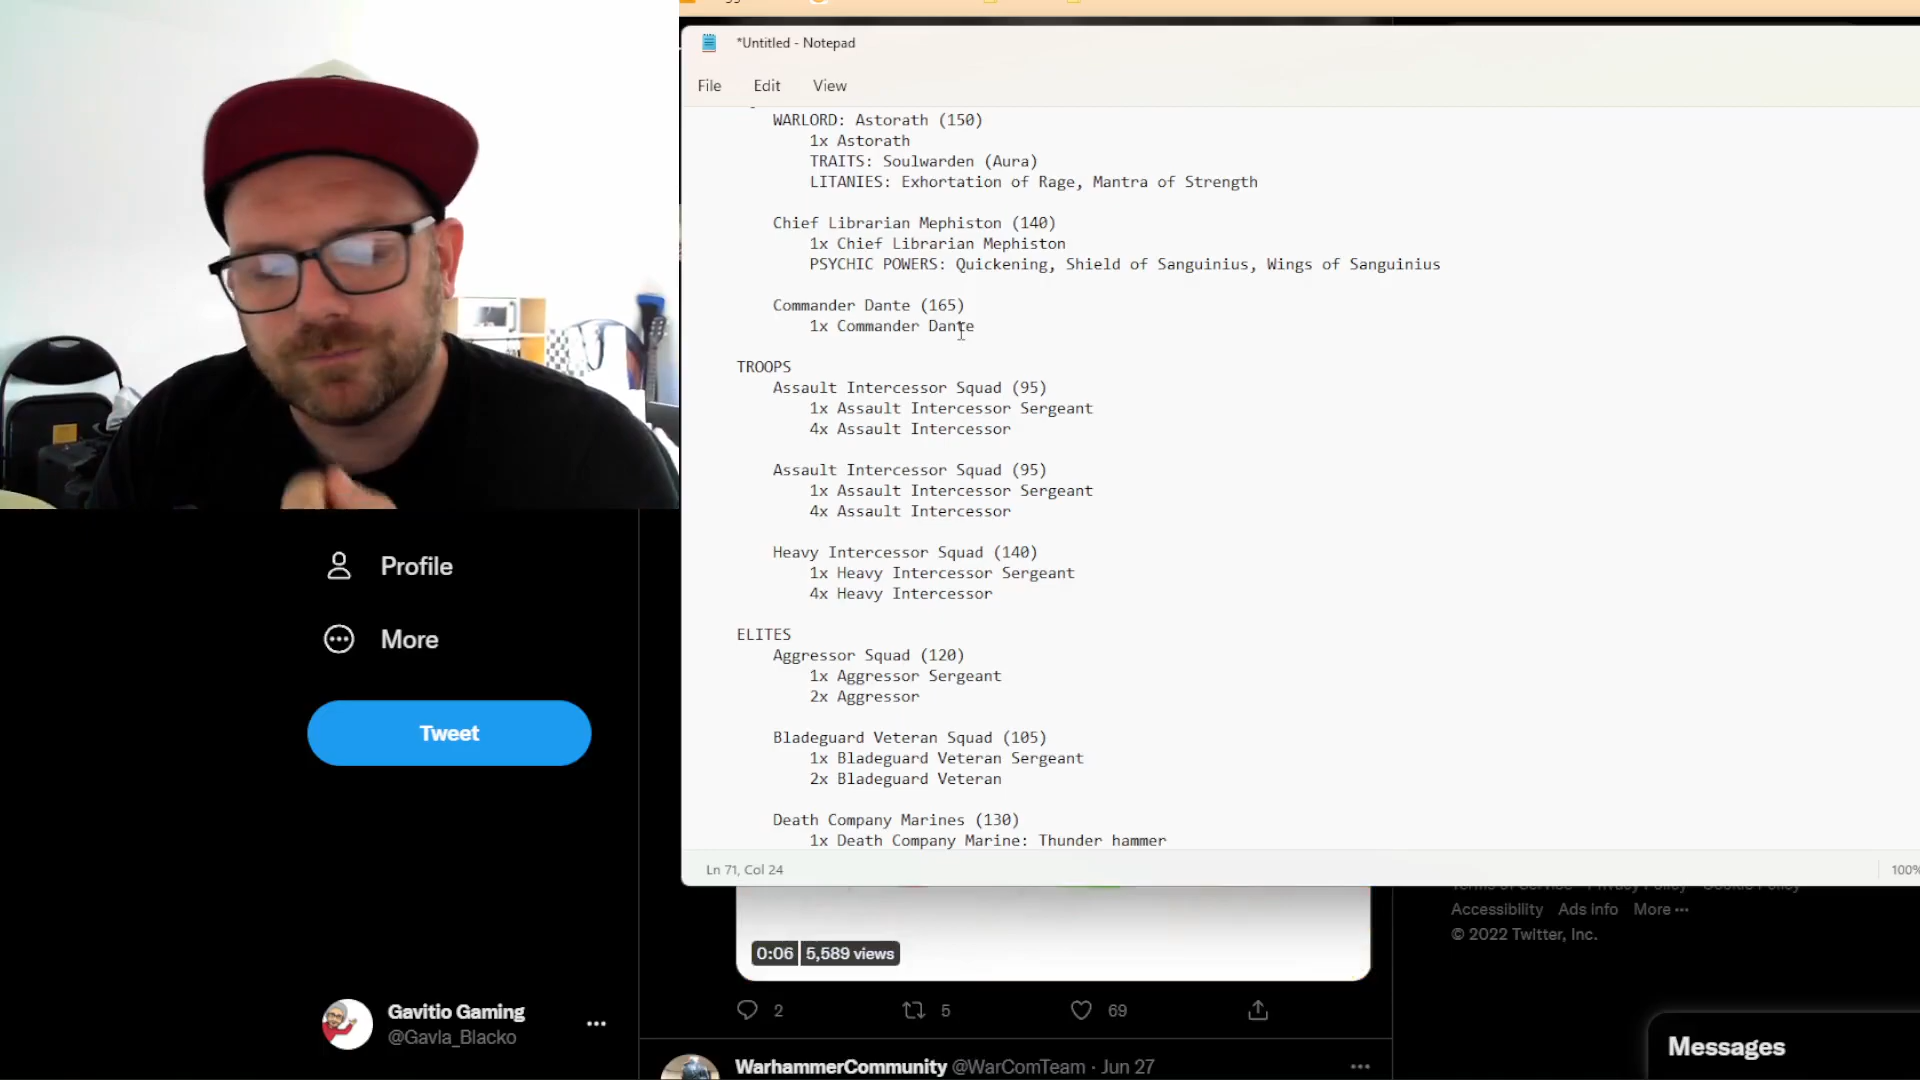 *Untitled - Notepad
File Edit View
WARLORD: Astorath (150)
1x Astorath
TRAITS: Soulwarden (Aura)
LITANIES: Exhortation of Rage, Mantra of Strength
Chief Librarian Mephiston (140)
1x Chief Librarian Mephiston
PSYCHIC POWERS: Quickening, Shield of Sanguinius, Wings of Sanguinius
Commander Dante (165)
1x Commander Dante
TROOPS
Assault Intercessor Squad (95)
1x Assault Intercessor Sergeant
4x Assault Intercessor
Assault Intercessor Squad (95)
1x Assault Intercessor Sergeant
4x Assault Intercessor
Heavy Intercessor Squad (140)
1x Heavy Intercessor Sergeant
4x Heavy Intercessor
ELITES
Aggressor Squad (120)
1x Aggressor Sergeant
2x Aggressor
Bladeguard Veteran Squad (105)
1x Bladeguard Veteran Sergeant
2x Bladeguard Veteran
Death Company Marines (130)
1x Death Company Marine: Thunder hammer
Ln 71, Col 24
100%
Profile
More
Tweet
Gavitio Gaming
@Gavla_Blacko
0:06 5,589 views
2 5 69
WarhammerCommunity @WarComTeam · Jun 27
Accessibility Ads info More ···
© 2022 Twitter, Inc.
Messages